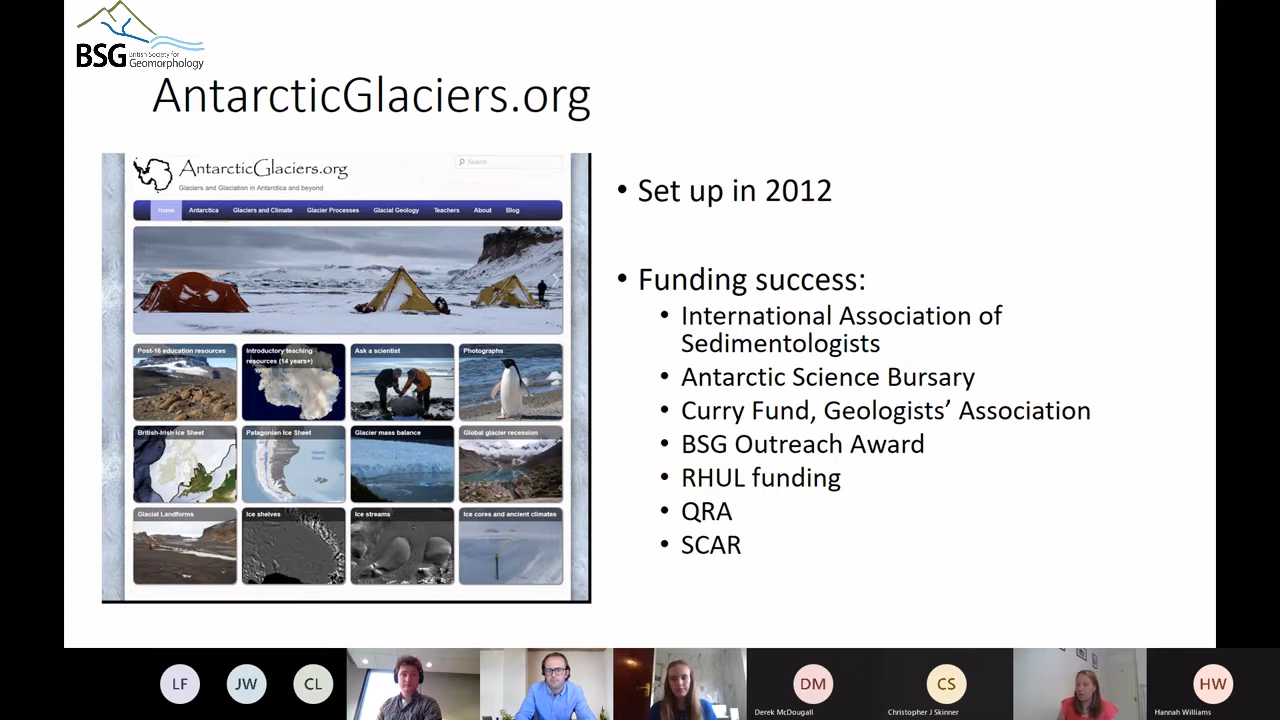 BSG British Society for
Geomorphology
AntarcticGlaciers.org
AntarcticGlaciers.org
Glaciers and Glaciation in Antarctica and beyond
Search
Home Antarctica Glaciers and Climate Glacier Processes Glacial Geology Teachers About Blog
Post-16 education resources
Introductory teaching
resources (14 years+)
Ask a scientist
Photographs
British-Irish Ice Sheet
Patagonian Ice Sheet
Glacier mass balance
Global glacier recession
Glacial Landforms
Ice shelves
Ice streams
Ice cores and ancient climates
• Set up in 2012
• Funding success:
• International Association of
Sedimentologists
• Antarctic Science Bursary
• Curry Fund, Geologists’ Association
• BSG Outreach Award
• RHUL funding
• QRA
• SCAR
LF
JW
CL
DM
Derek McDougall
CS
Christopher J Skinner
HW
Hannah Williams